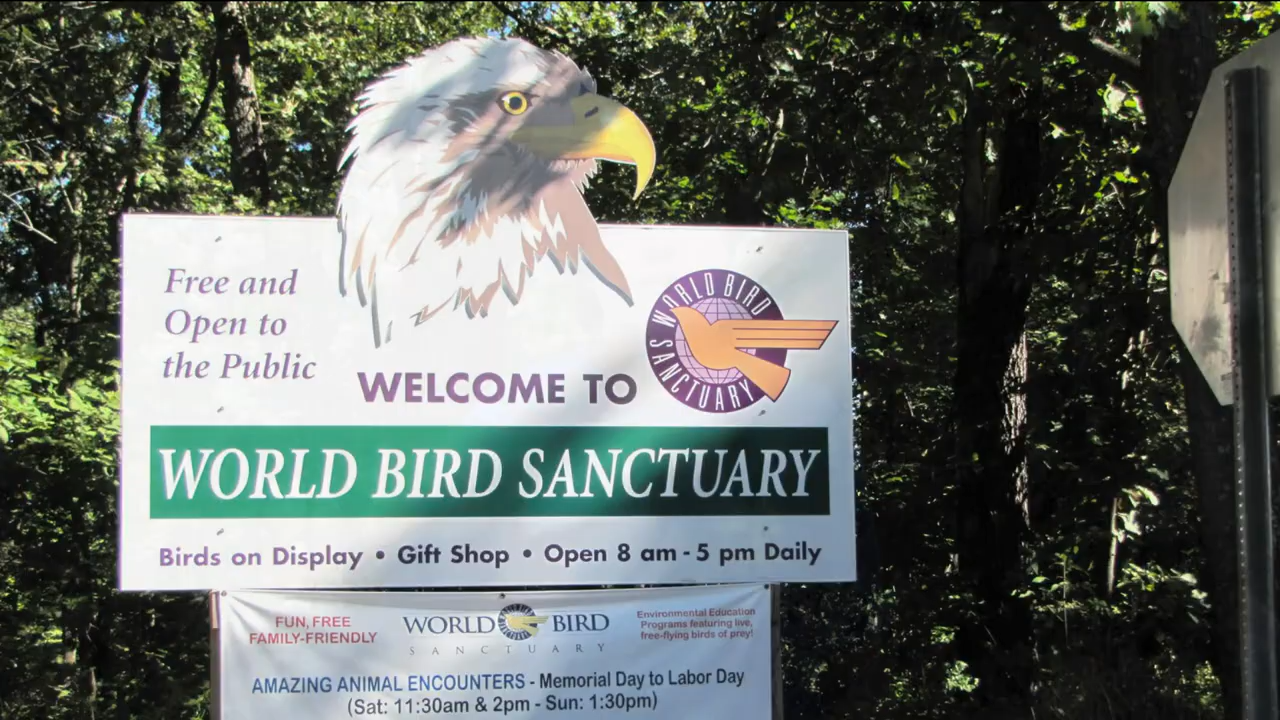 Free and
Open to
the Public
WELCOME TO
WORLD BIRD SANCTUARY
WORLD BIRD SANCTUARY
Birds on Display • Gift Shop • Open 8 am - 5 pm Daily
FUN, FREE
FAMILY-FRIENDLY
WORLD BIRD
SANCTUARY
Environmental Education
Programs featuring live,
free-flying birds of prey!
AMAZING ANIMAL ENCOUNTERS - Memorial Day to Labor Day
(Sat: 11:30am & 2pm - Sun: 1:30pm)